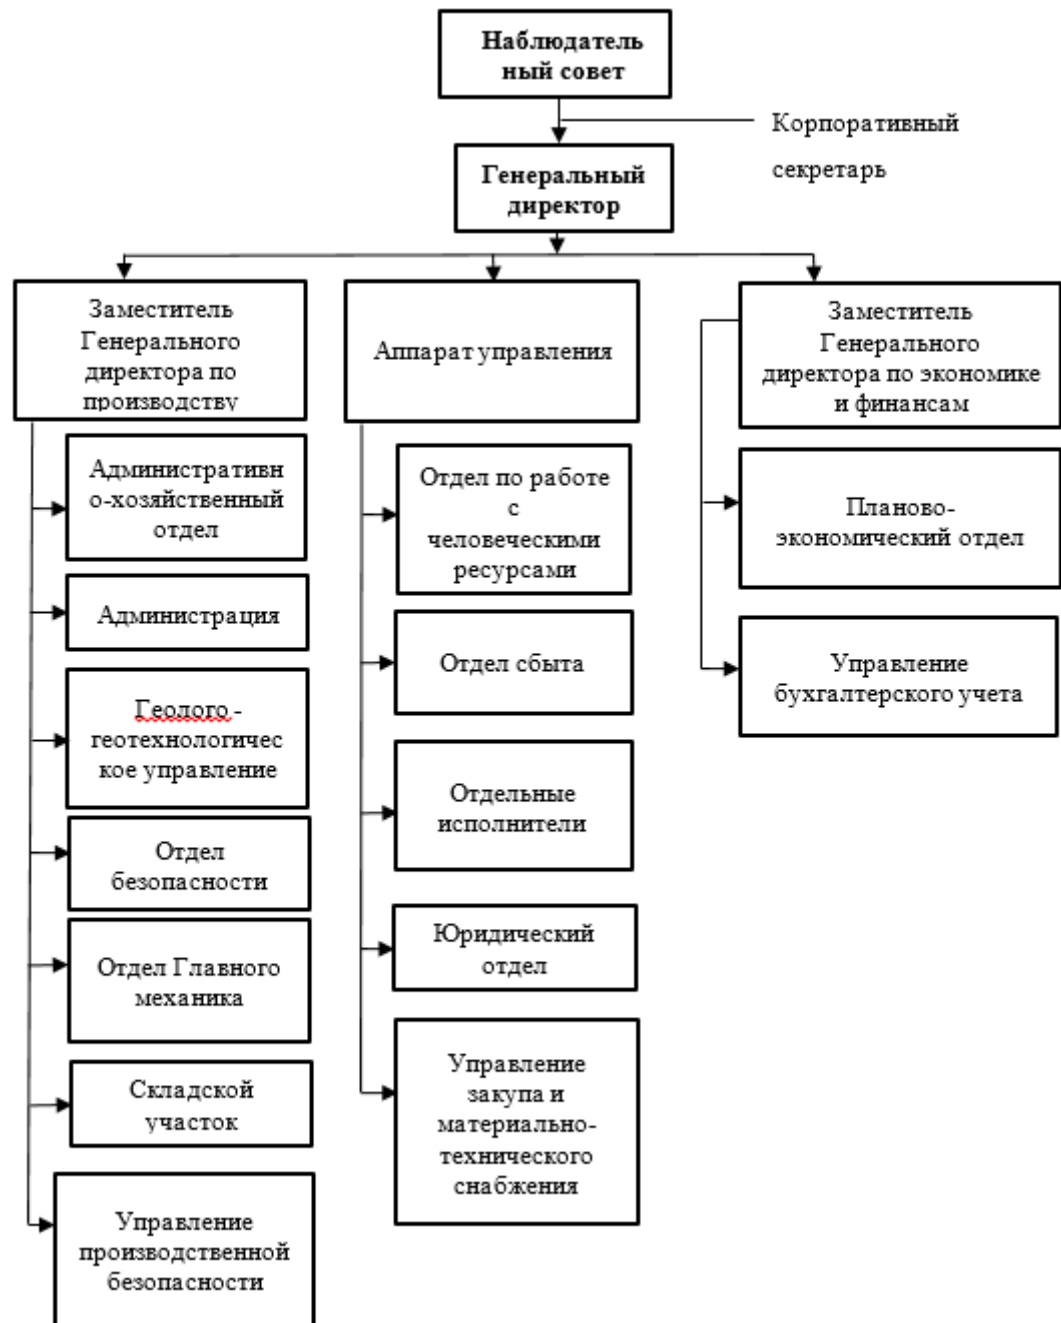 Наблюдатель
ный совет
Корпоративный
секретарь
Генеральный
директор
Заместитель
Генерального
директора по
производству
Аппарат управления
Заместитель
Генерального
директора по экономике
и финансам
Административн
о-хозяйственный
отдел
Администрация
Геолого -
геотехнологичес
кое управление
Отдел
безопасности
Отдел Главного
механика
Складской
участок
Управление
производственной
безопасности
Отдел по работе
с
человеческими
ресурсами
Отдел сбыта
Отдельные
исполнители
Юридический
отдел
Управление
закупа и
материально-
технического
снабжения
Планово-
экономический отдел
Управление
бухгалтерского учета